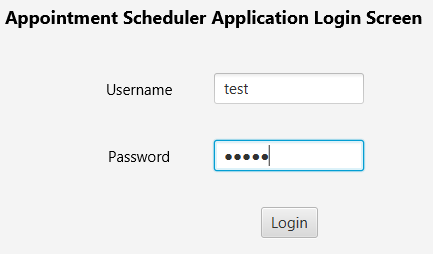 Appointment Scheduler Application Login Screen
Username test
Password •••••
Login